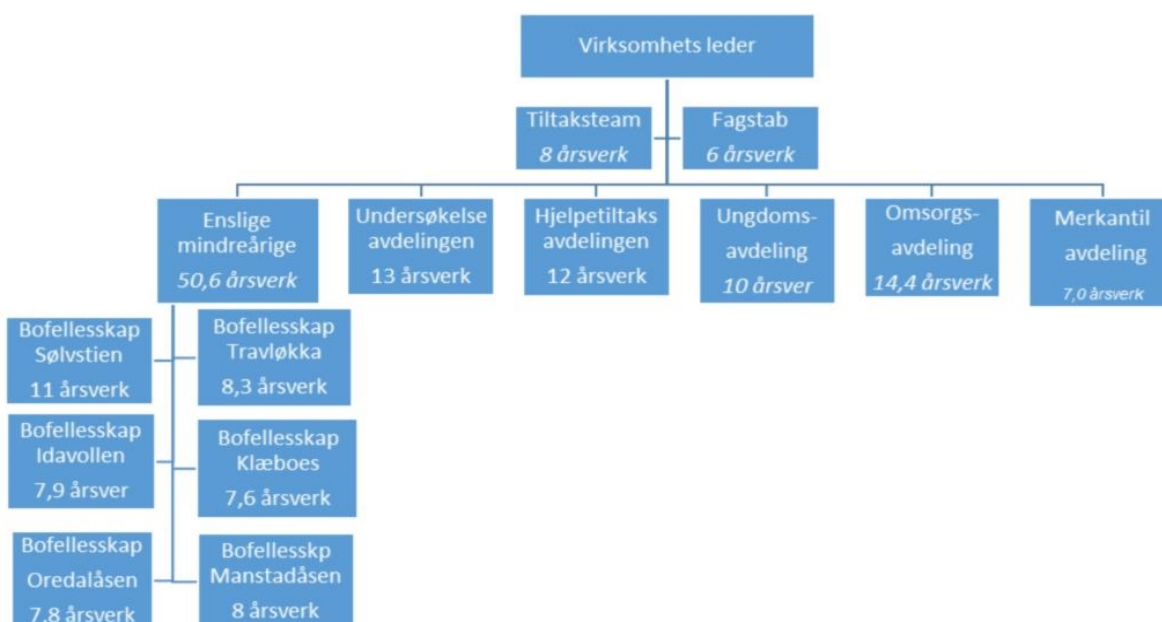 Virksomhets leder
Tiltaksteam
8 årsverk
Fagstab
6 årsverk
Enslige
mindreårige
50,6 årsverk
Undersøkelse
avdelingen
13 årsverk
Hjelpetiltaks
avdelingen
12 årsverk
Ungdoms-
avdeling
10 årsver
Omsorgs-
avdeling
14,4 årsverk
Merkantil
avdeling
7,0 årsverk
Bofellesskap
Sølvstien
11 årsverk
Bofellesskap
Travløkka
8,3 årsverk
Bofellesskap
Idavollen
7,9 årsver
Bofellesskap
Klæboes
7,6 årsverk
Bofellesskap
Oredalåsen
7,8 årsverk
Bofellesskp
Manstadåsen
8 årsverk